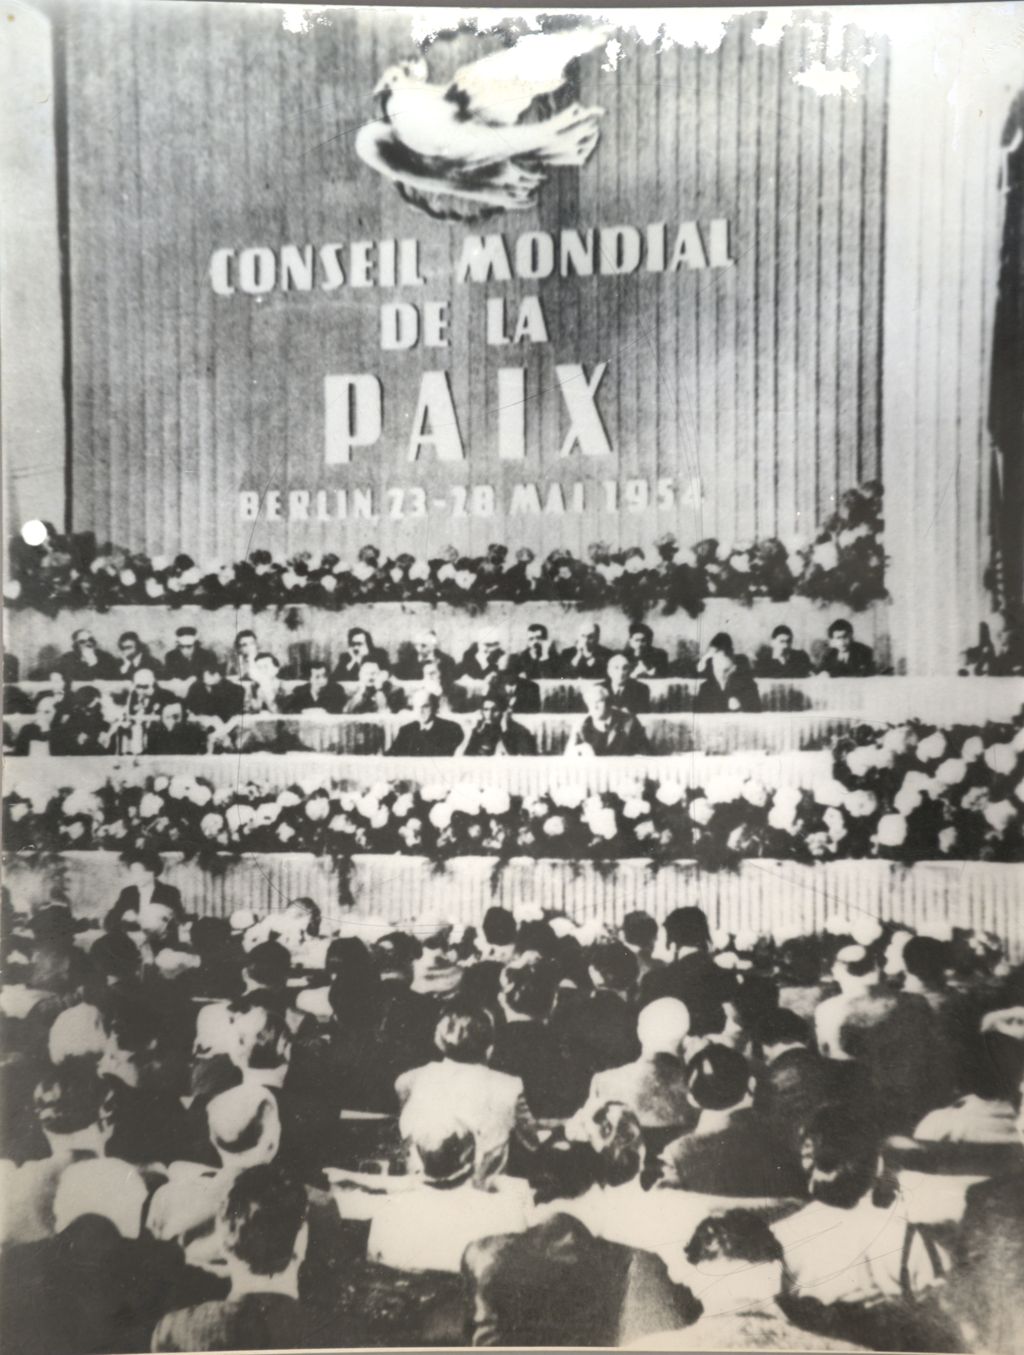 CONSEIL MONDIAL
DE LA
PAIX
BERLIN, 23-28 MAI 1954